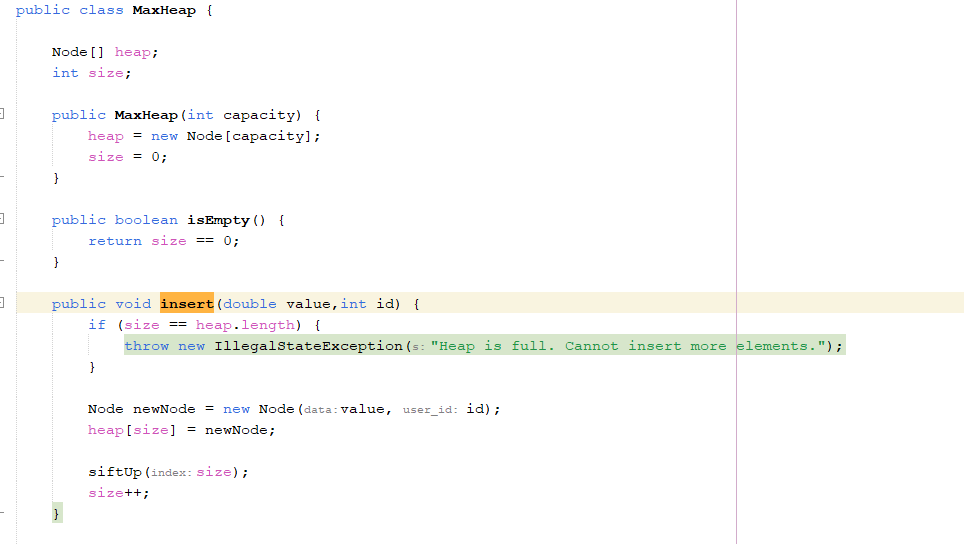 public class MaxHeap {
Node[] heap;
int size;
public MaxHeap(int capacity) {
heap = new Node[capacity];
size = 0;
}
public boolean isEmpty() {
return size == 0;
}
public void insert(double value,int id) {
if (size == heap.length) {
throw new IllegalStateException(s: "Heap is full. Cannot insert more elements.");
}
Node newNode = new Node(data: value, user_id: id);
heap[size] = newNode;
siftUp(index: size);
size++;
}